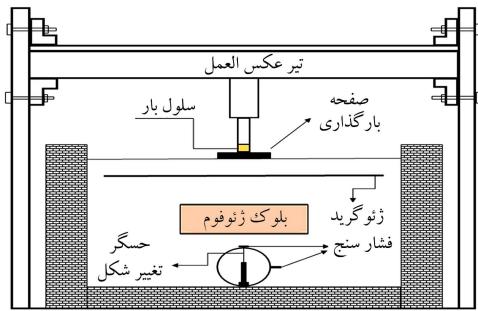 تیر عکس العمل
سلول بار
صفحه
بارگذاری
ژئوگرید
بلوک ژئوفوم
فشار سنج
حسگر
تغییر شکل